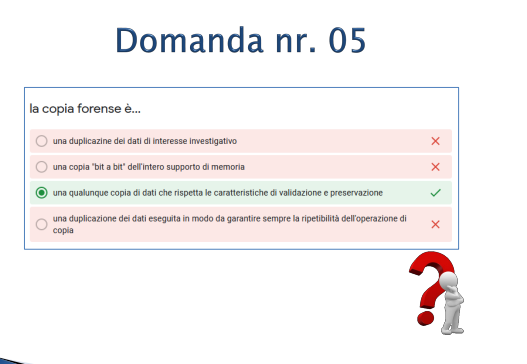 Domanda nr. 05
la copia forense è...
una duplicazine dei dati di interesse investigativo
una copia "bit a bit" dell'intero supporto di memoria
una qualunque copia di dati che rispetta le caratteristiche di validazione e preservazione
una duplicazione dei dati eseguita in modo da garantire sempre la ripetibilità dell'operazione di
copia